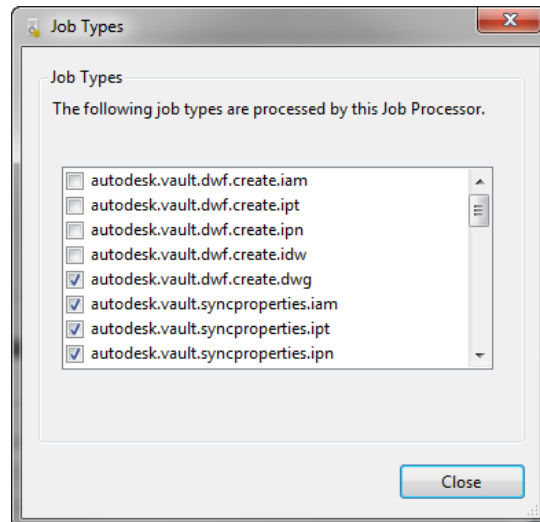 Job Types
Job Types
The following job types are processed by this Job Processor.
autodesk.vault.dwf.create.iam
autodesk.vault.dwf.create.ipt
autodesk.vault.dwf.create.ipn
autodesk.vault.dwf.create.idw
autodesk.vault.dwf.create.dwg
autodesk.vault.syncproperties.iam
autodesk.vault.syncproperties.ipt
autodesk.vault.syncproperties.ipn
Close